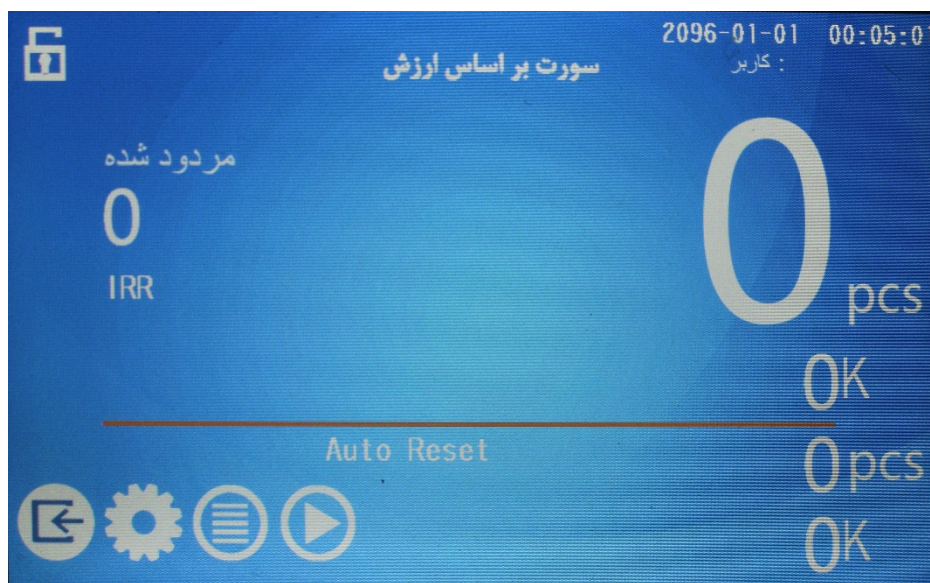 2096-01-01 00:05:0
سورت بر اساس ارزش
کاربر :
مردود شده
0
IRR
0 pcs
0K
Auto Reset
0pcs
0K